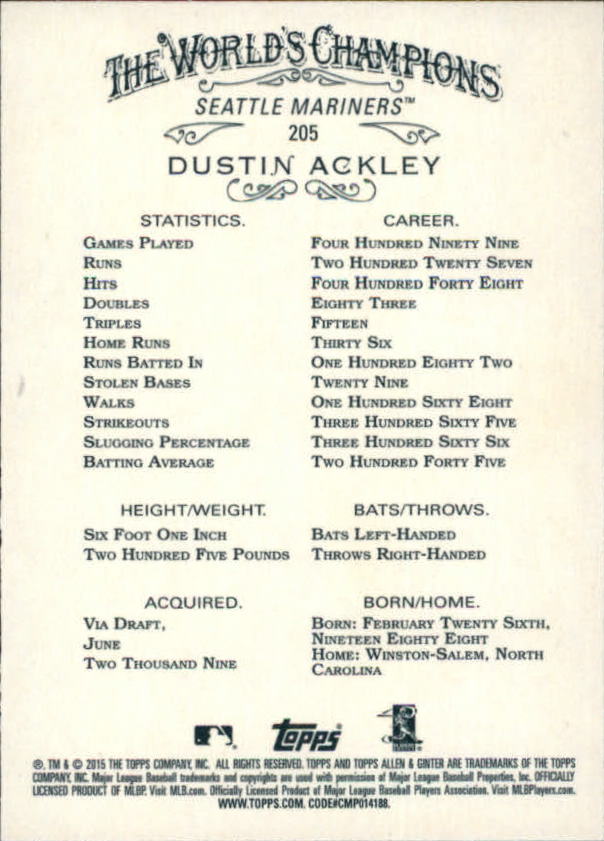 THE WORLD'S CHAMPIONS
SEATTLE MARINERS™
205
DUSTIN ACKLEY
STATISTICS. CAREER.
GAMES PLAYED FOUR HUNDRED NINETY NINE
RUNS TWO HUNDRED TWENTY SEVEN
HITS FOUR HUNDRED FORTY EIGHT
DOUBLES EIGHTY THREE
TRIPLES FIFTEEN
HOME RUNS THIRTY SIX
RUNS BATTED IN ONE HUNDRED EIGHTY TWO
STOLEN BASES TWENTY NINE
WALKS ONE HUNDRED SIXTY EIGHT
STRIKEOUTS THREE HUNDRED SIXTY FIVE
SLUGGING PERCENTAGE THREE HUNDRED SIXTY SIX
BATTING AVERAGE TWO HUNDRED FORTY FIVE
HEIGHT/WEIGHT. BATS/THROWS.
SIX FOOT ONE INCH BATS LEFT-HANDED
TWO HUNDRED FIVE POUNDS THROWS RIGHT-HANDED
ACQUIRED.
VIA DRAFT,
JUNE
TWO THOUSAND NINE
BORN/HOME.
BORN: FEBRUARY TWENTY SIXTH,
NINETEEN EIGHTY EIGHT
HOME: WINSTON-SALEM, NORTH
CAROLINA
topps
®, TM & © 2015 THE TOPPS COMPANY, INC. ALL RIGHTS RESERVED. TOPPS AND TOPPS ALLEN & GINTER ARE TRADEMARKS OF THE TOPPS
COMPANY, INC. Major League Baseball trademarks and copyrights are used with permission of Major League Baseball Properties, Inc. OFFICIALLY
LICENSED PRODUCT OF MLBP. Visit MLB.com. Officially Licensed Product of Major League Baseball Players Association. Visit MLBPlayers.com.
WWW.TOPPS.COM. CODE#CMP014188.